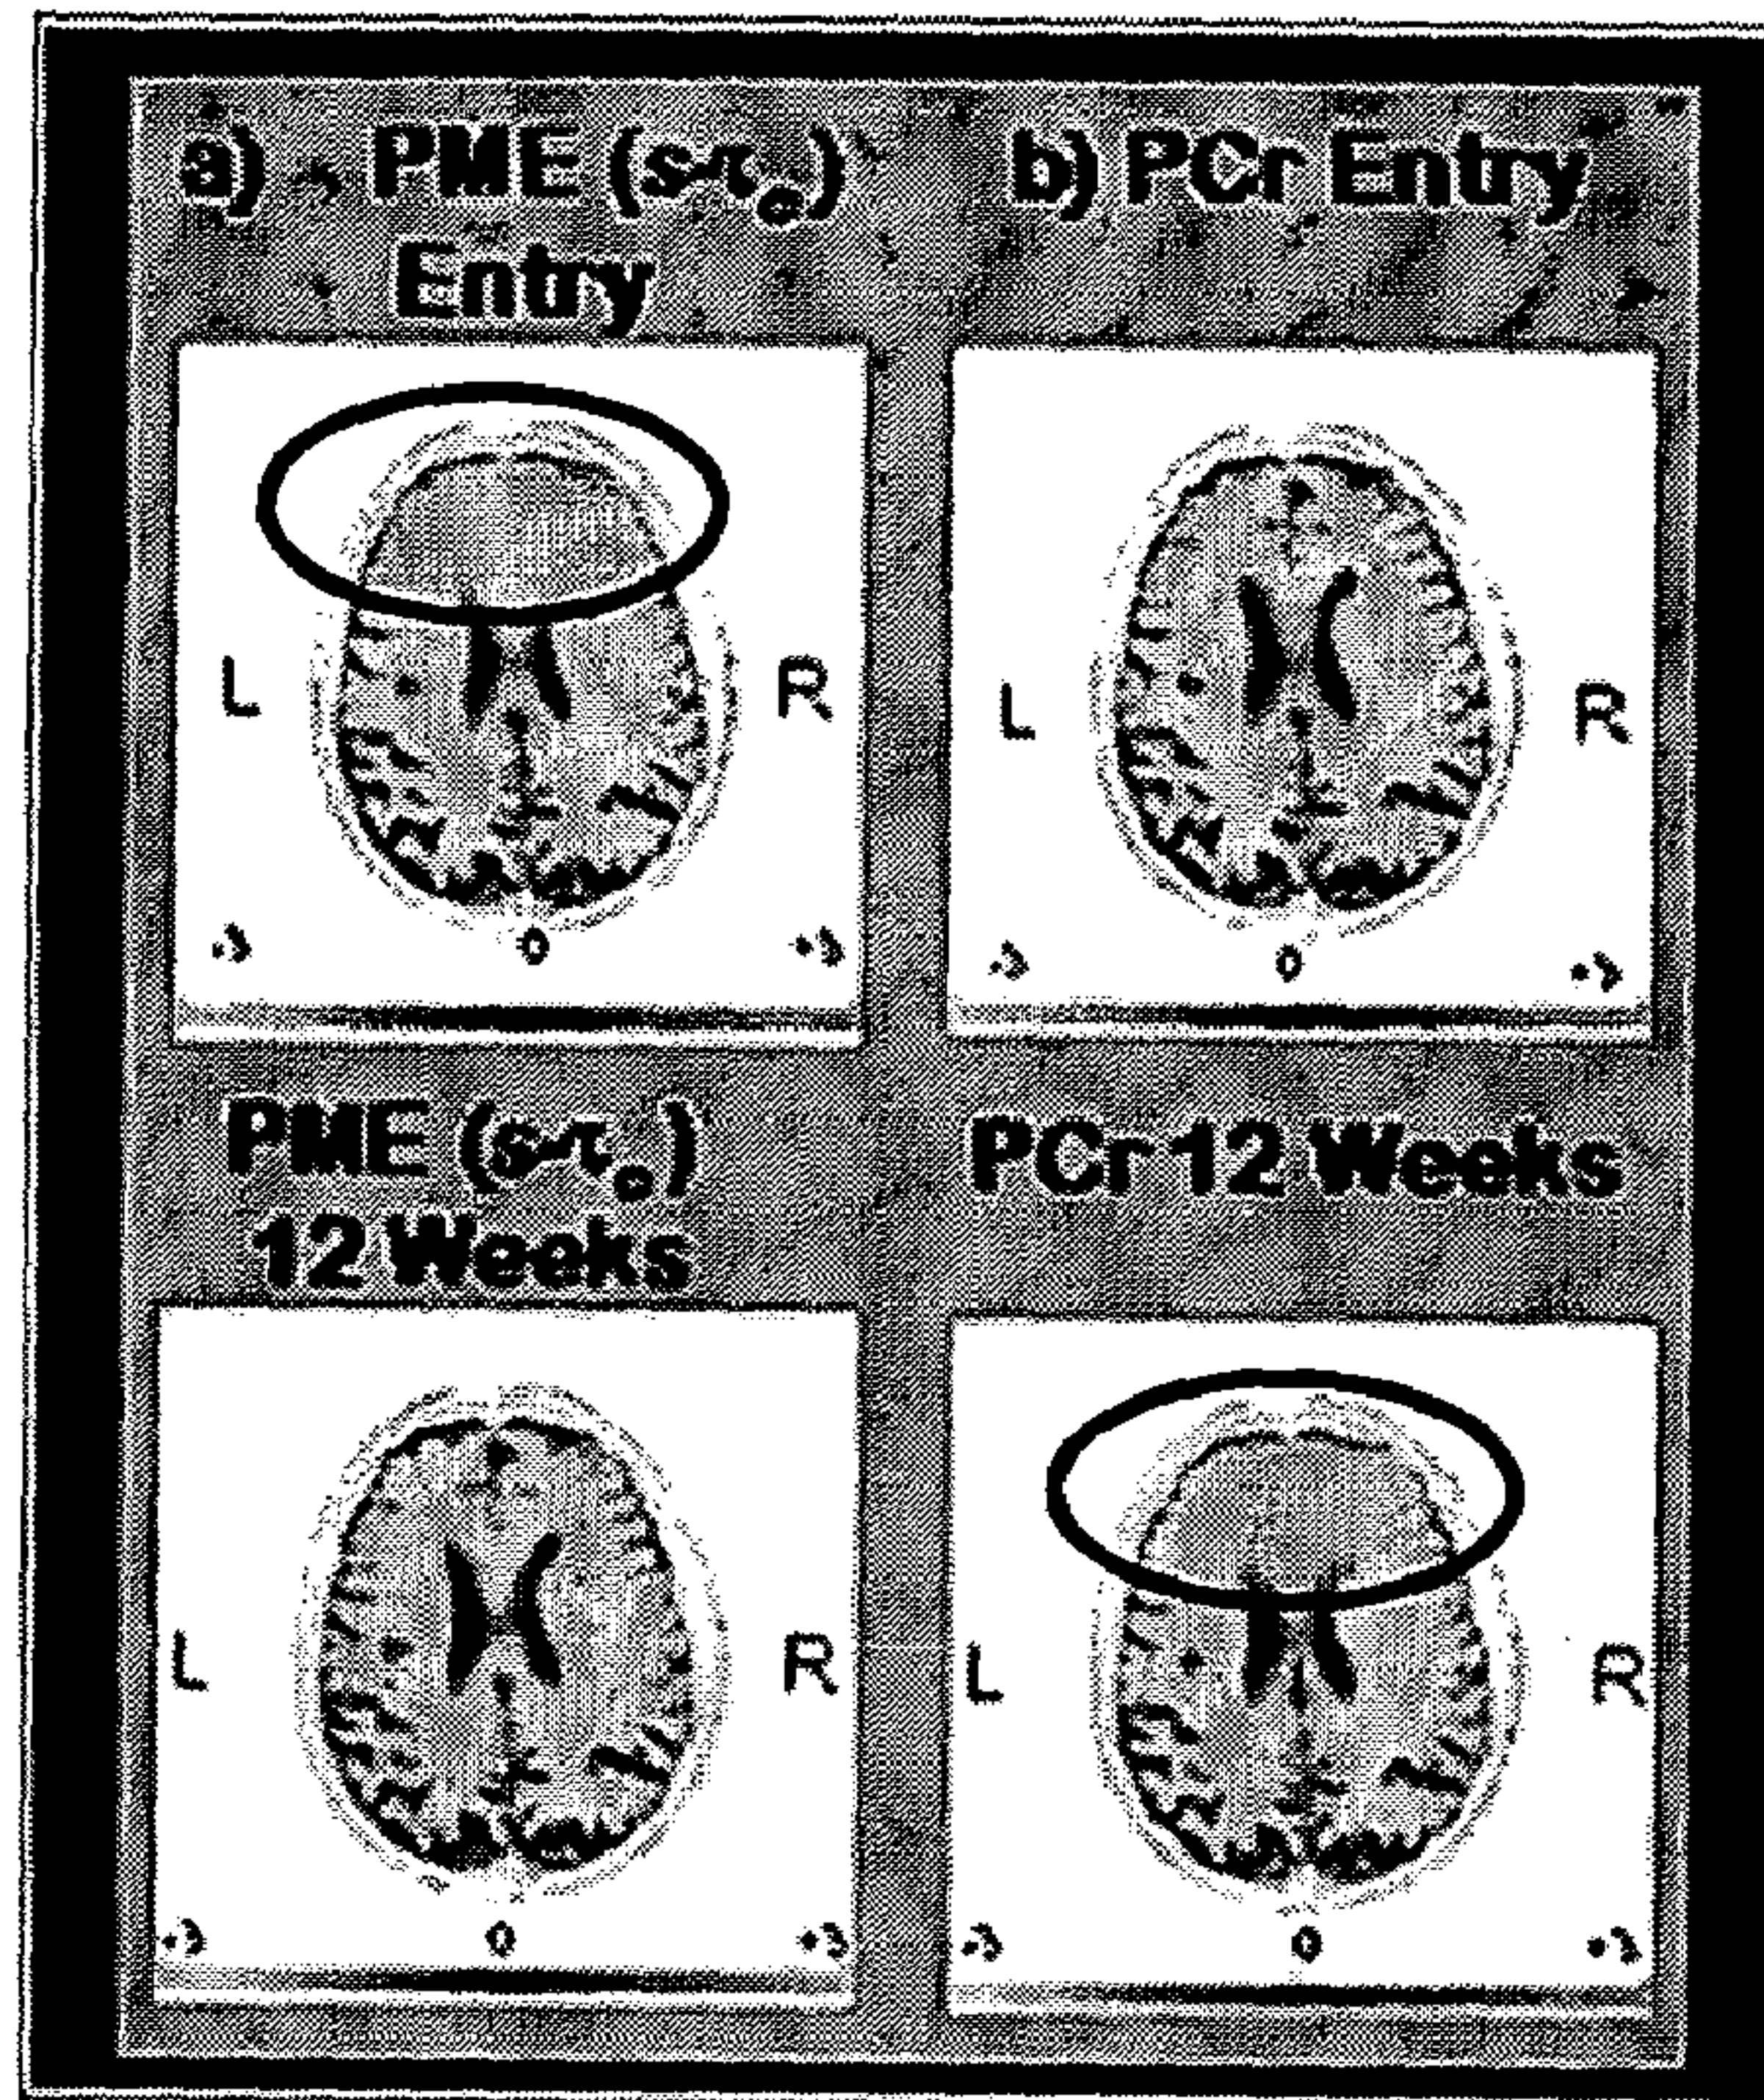 a) PME (s-τc)
Entry
b) PCr Entry
L R
-3 0 +3
L R
-3 0 +3
PME (s-τc)
12 Weeks
PCr 12 Weeks
L R
-3 0 +3
L R
-3 0 +3